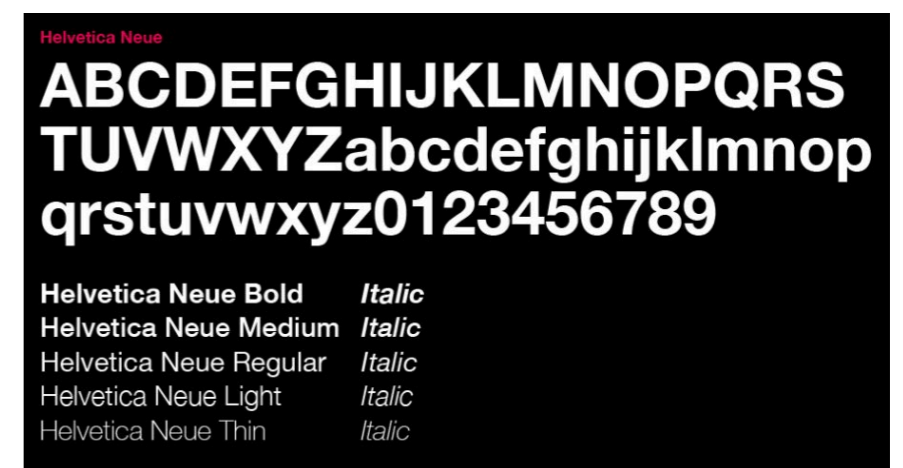 Helvetica Neue
ABCDEFGHIJKLMNOPQRS
TUVWXYZabcdefghijklmnop
qrstuvwxyz0123456789
Helvetica Neue Bold Italic
Helvetica Neue Medium Italic
Helvetica Neue Regular Italic
Helvetica Neue Light Italic
Helvetica Neue Thin Italic